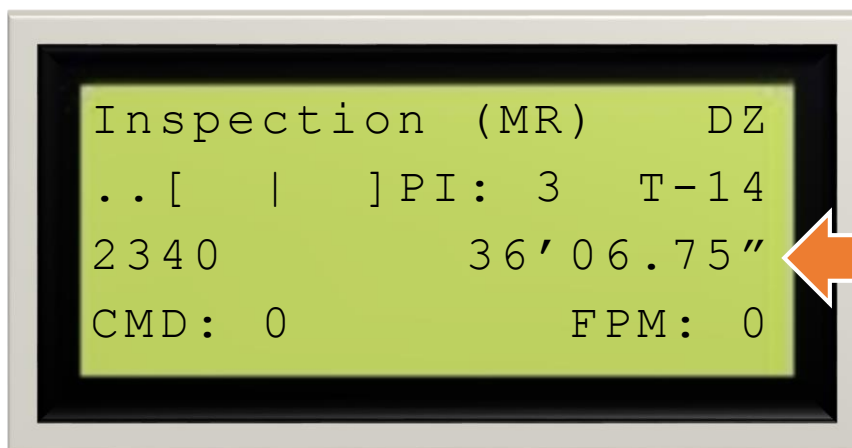 Inspection (MR) DZ
..[ | ]PI: 3 T-14
2340 36′06.75″
CMD: 0 FPM: 0